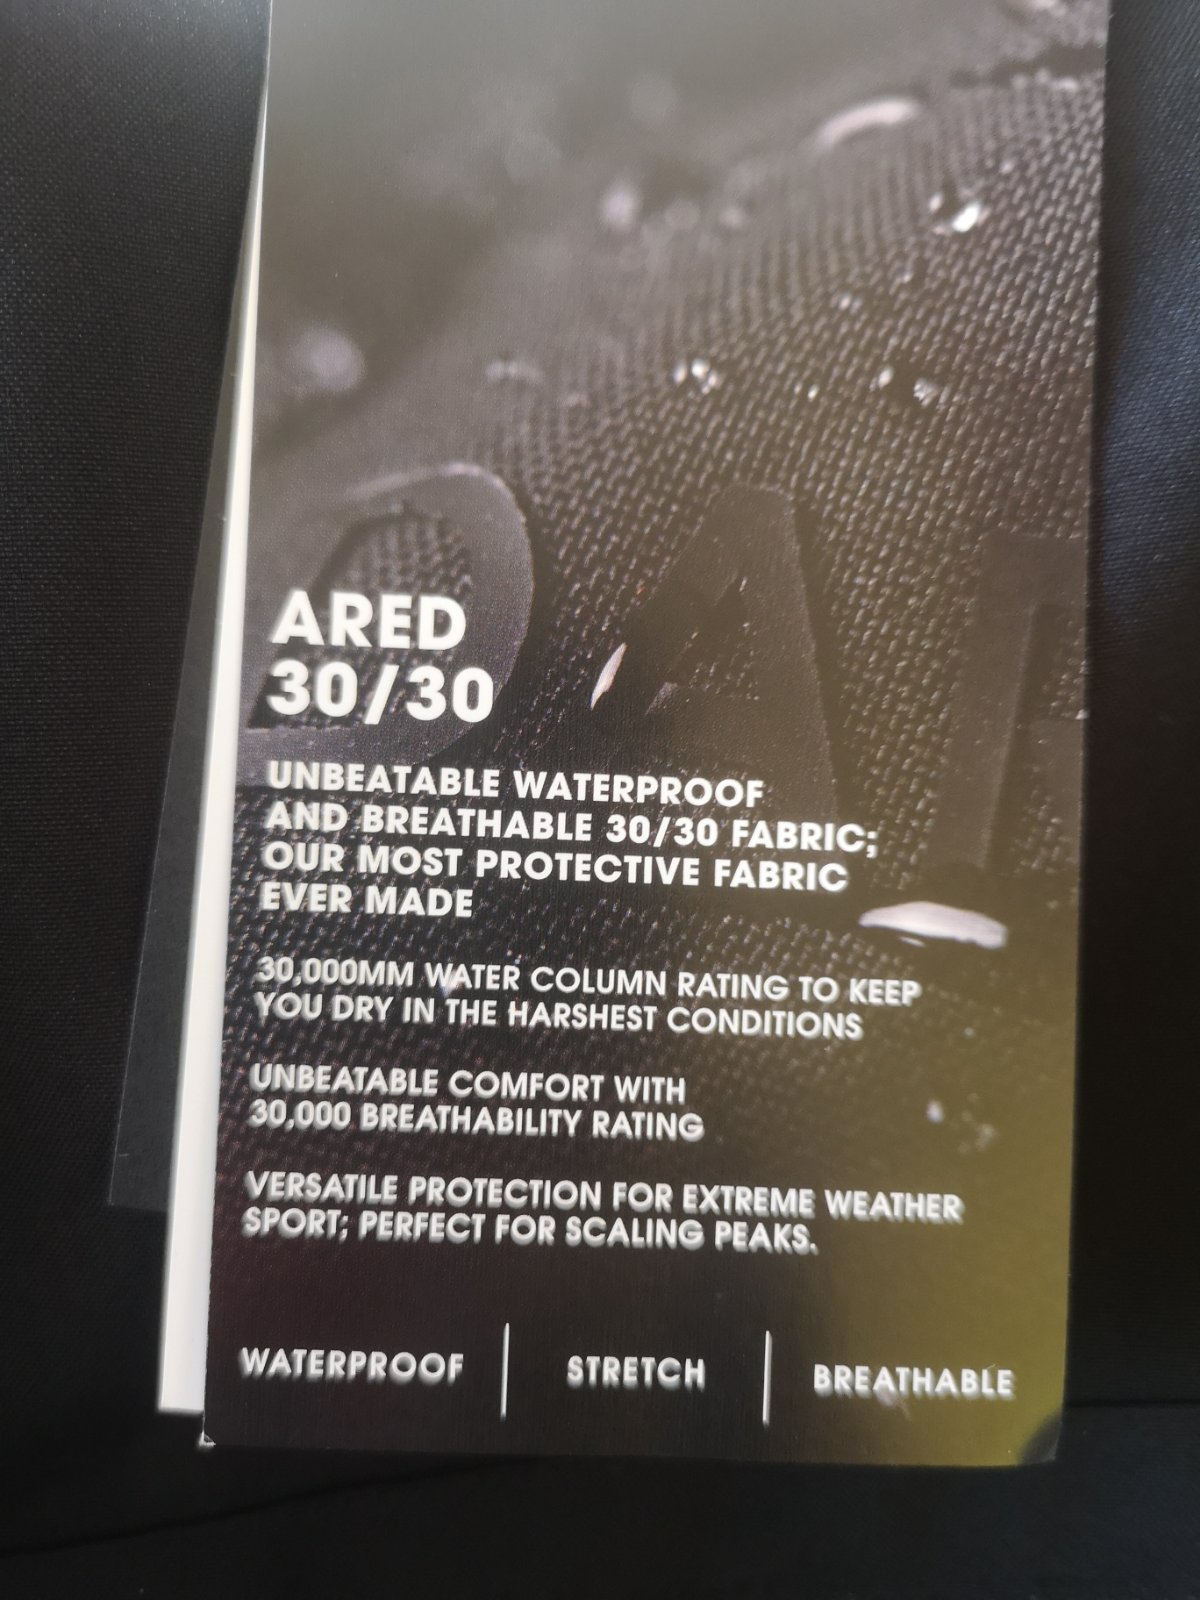 ARED
30/30
UNBEATABLE WATERPROOF
AND BREATHABLE 30/30 FABRIC;
OUR MOST PROTECTIVE FABRIC
EVER MADE
30,000MM WATER COLUMN RATING TO KEEP
YOU DRY IN THE HARSHEST CONDITIONS
UNBEATABLE COMFORT WITH
30,000 BREATHABILITY RATING
VERSATILE PROTECTION FOR EXTREME WEATHER
SPORT; PERFECT FOR SCALING PEAKS.
WATERPROOF | STRETCH | BREATHABLE